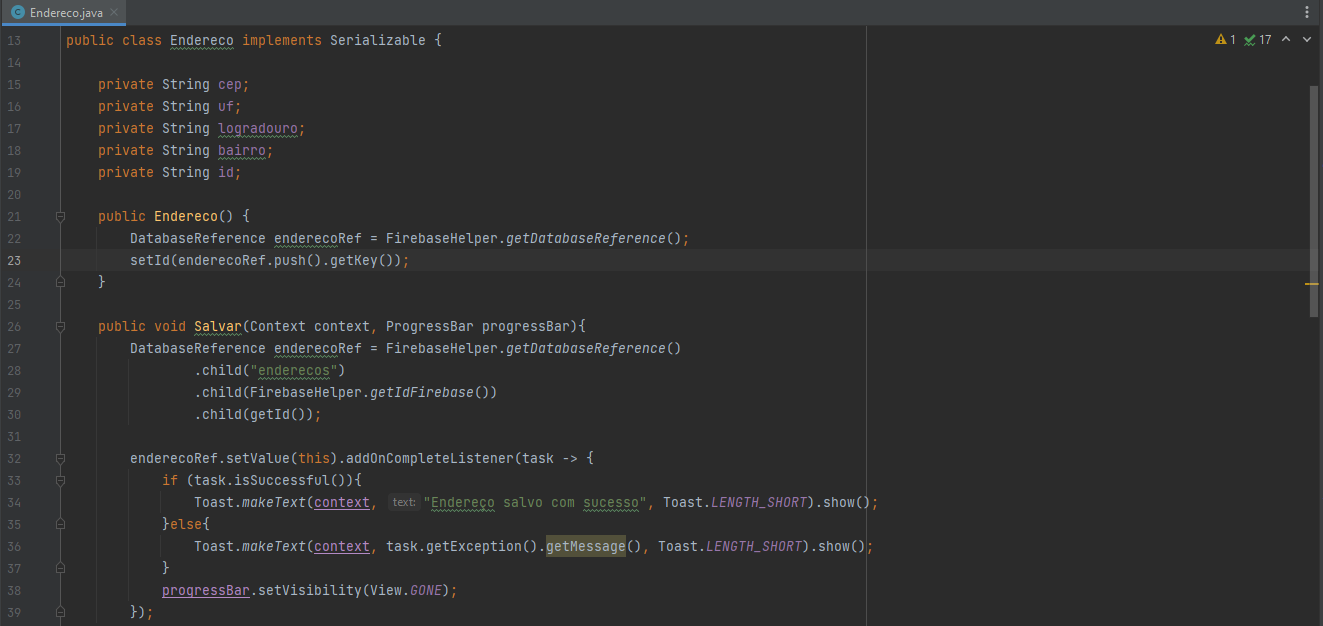 Endereco.java
1 17
13 public class Endereco implements Serializable {
14
15 private String cep;
16 private String uf;
17 private String logradouro;
18 private String bairro;
19 private String id;
20
21 public Endereco() {
22 DatabaseReference enderecoRef = FirebaseHelper.getDatabaseReference();
23 setId(enderecoRef.push().getKey());
24 }
25
26 public void Salvar(Context context, ProgressBar progressBar){
27 DatabaseReference enderecoRef = FirebaseHelper.getDatabaseReference()
28 .child("enderecos")
29 .child(FirebaseHelper.getIdFirebase())
30 .child(getId());
31
32 enderecoRef.setValue(this).addOnCompleteListener(task -> {
33 if (task.isSuccessful()){
34 Toast.makeText(context, text: "Endereço salvo com sucesso", Toast.LENGTH_SHORT).show();
35 }else{
36 Toast.makeText(context, task.getException().getMessage(), Toast.LENGTH_SHORT).show();
37 }
38 progressBar.setVisibility(View.GONE);
39 });